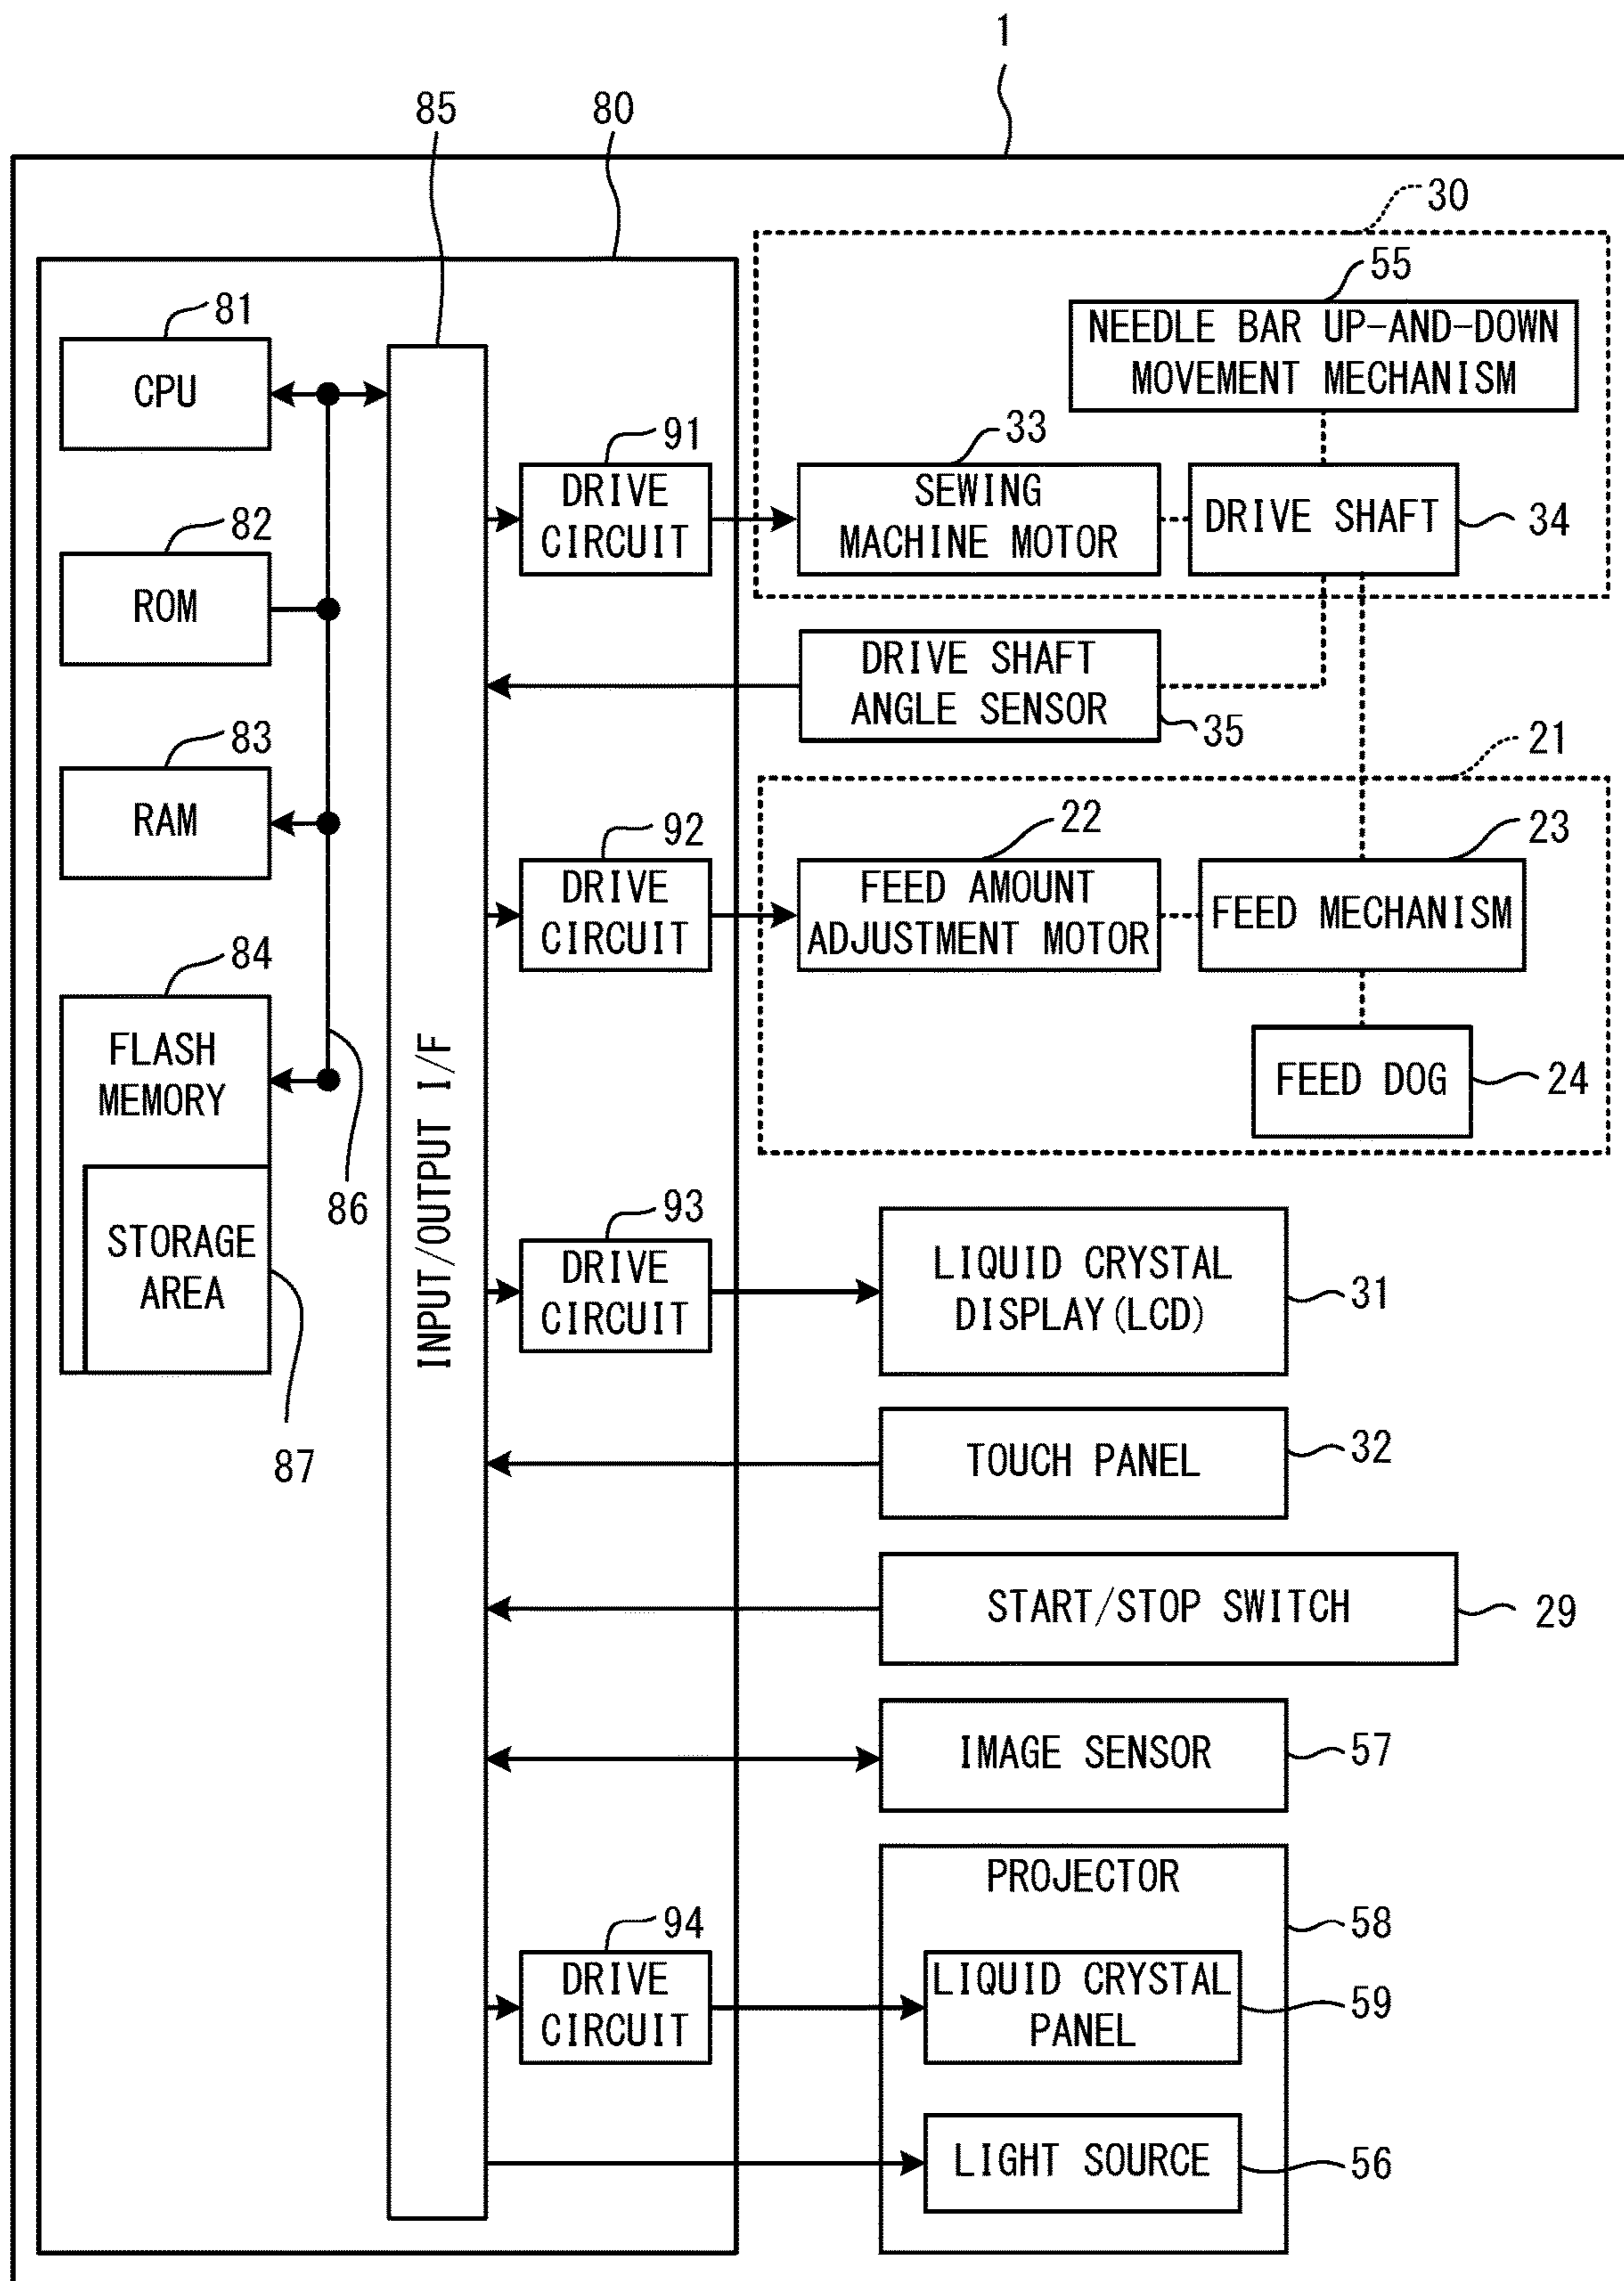 1
85
80
30
55
NEEDLE BAR UP-AND-DOWN
MOVEMENT MECHANISM
81
CPU
91
DRIVE
CIRCUIT
33
SEWING
MACHINE MOTOR
DRIVE SHAFT
34
82
ROM
DRIVE SHAFT
ANGLE SENSOR
35
83
RAM
21
92
DRIVE
CIRCUIT
22
FEED AMOUNT
ADJUSTMENT MOTOR
23
FEED MECHANISM
84
FLASH
MEMORY
FEED DOG
24
86
INPUT/OUTPUT I/F
STORAGE
AREA
87
93
DRIVE
CIRCUIT
LIQUID CRYSTAL
DISPLAY(LCD)
31
TOUCH PANEL
32
START/STOP SWITCH
29
IMAGE SENSOR
57
PROJECTOR
58
94
DRIVE
CIRCUIT
LIQUID CRYSTAL
PANEL
59
LIGHT SOURCE
56